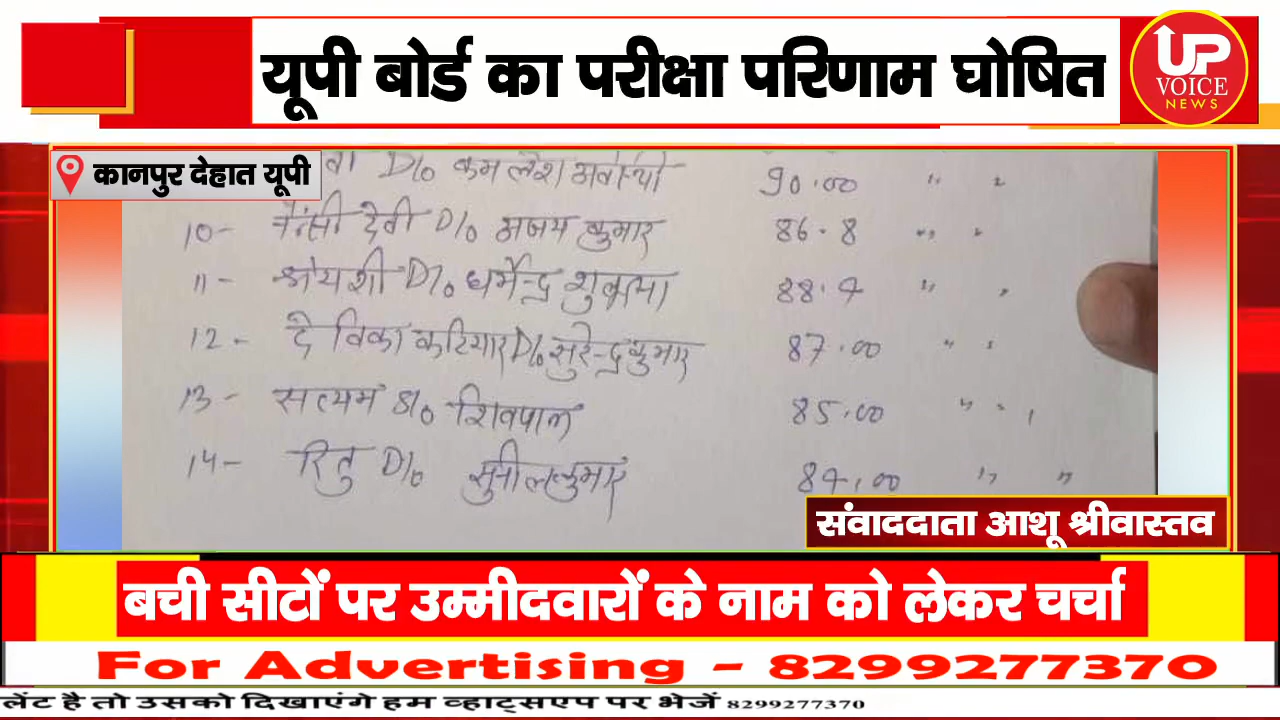 यूपी बोर्ड का परीक्षा परिणाम घोषित
UP
VOICE
NEWS
कानपुर देहात यूपी
D/o कमलेश अवस्थी 90.00 " "
10- नैंसी देवी D/o अजय कुमार 86.8 " "
11- श्रेयशी D/o धर्मेन्द्र शुक्ला 88.4 " "
12- देविका कटियार D/o सुरेन्द्र कुमार 87.00 " "
13- सत्यम S/o शिवपाल 85.00 " "
14- रितु D/o सुनील कुमार 84.00 " "
संवाददाता आशू श्रीवास्तव
बची सीटों पर उम्मीदवारों के नाम को लेकर चर्चा
For Advertising - 8299277370
लेंट है तो उसको दिखाएंगे हम व्हाट्सएप पर भेजें 8299277370